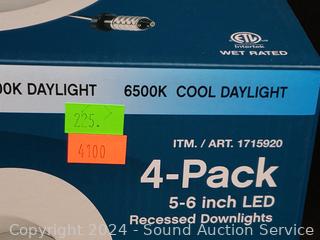 ETL
Intertek
WET RATED
00K DAYLIGHT
6500K COOL DAYLIGHT
225.
4100
ITM. / ART. 1715920
4-Pack
5-6 inch LED
Recessed Downlights
Copyright 2024 - Sound Auction Service